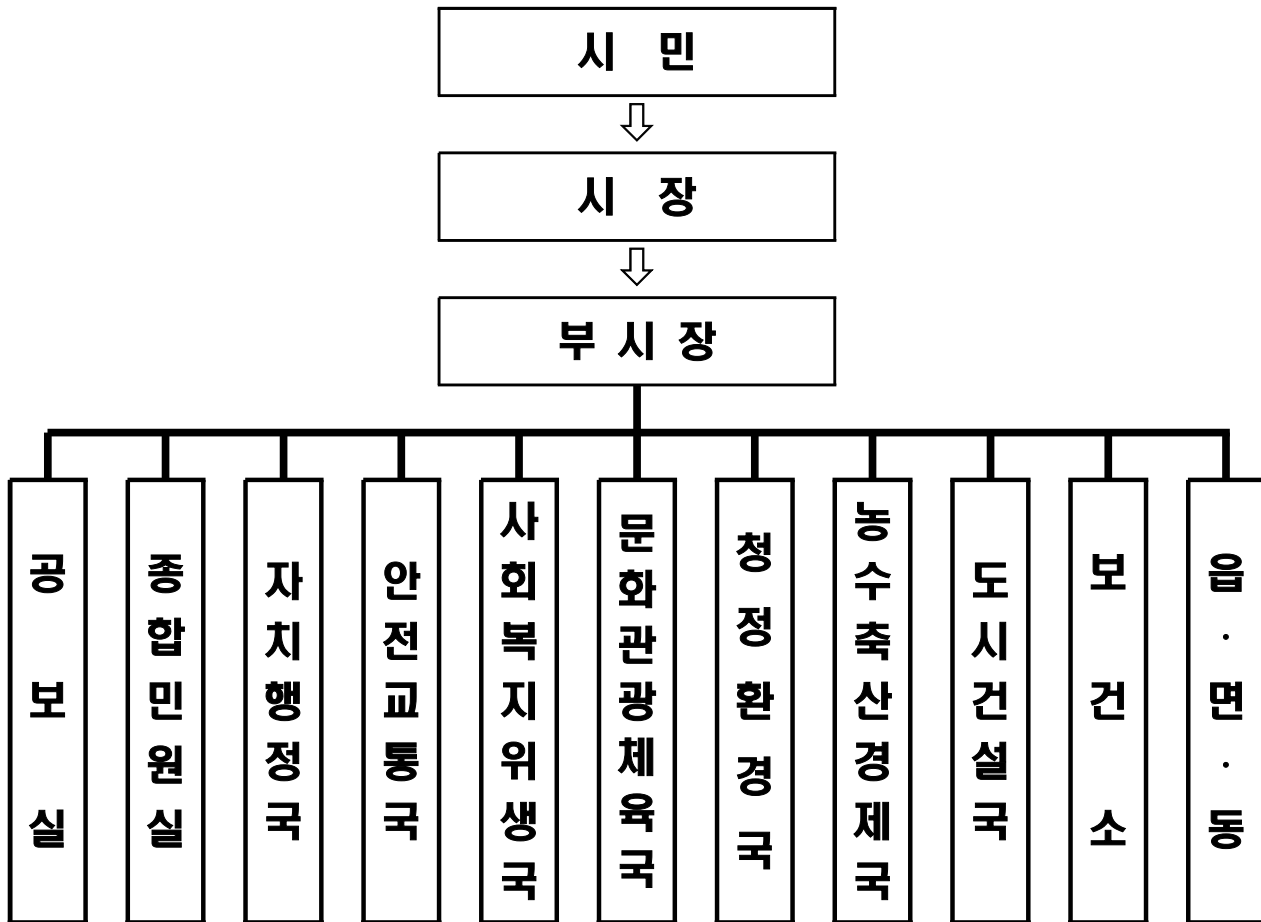 시 민
시 장
부 시 장
공보실
종합민원실
자치행정국
안전교통국
사회복지위생국
문화관광체육국
청정환경국
농수축산경제국
도시건설국
보건소
읍·면·동